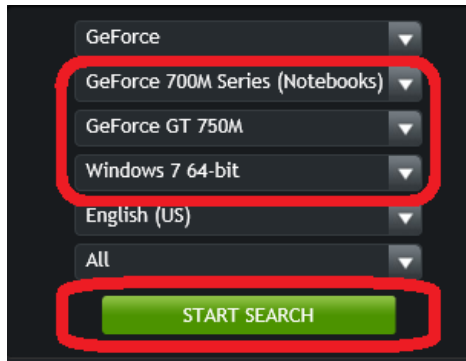 GeForce
GeForce 700M Series (Notebooks)
GeForce GT 750M
Windows 7 64-bit
English (US)
All
START SEARCH